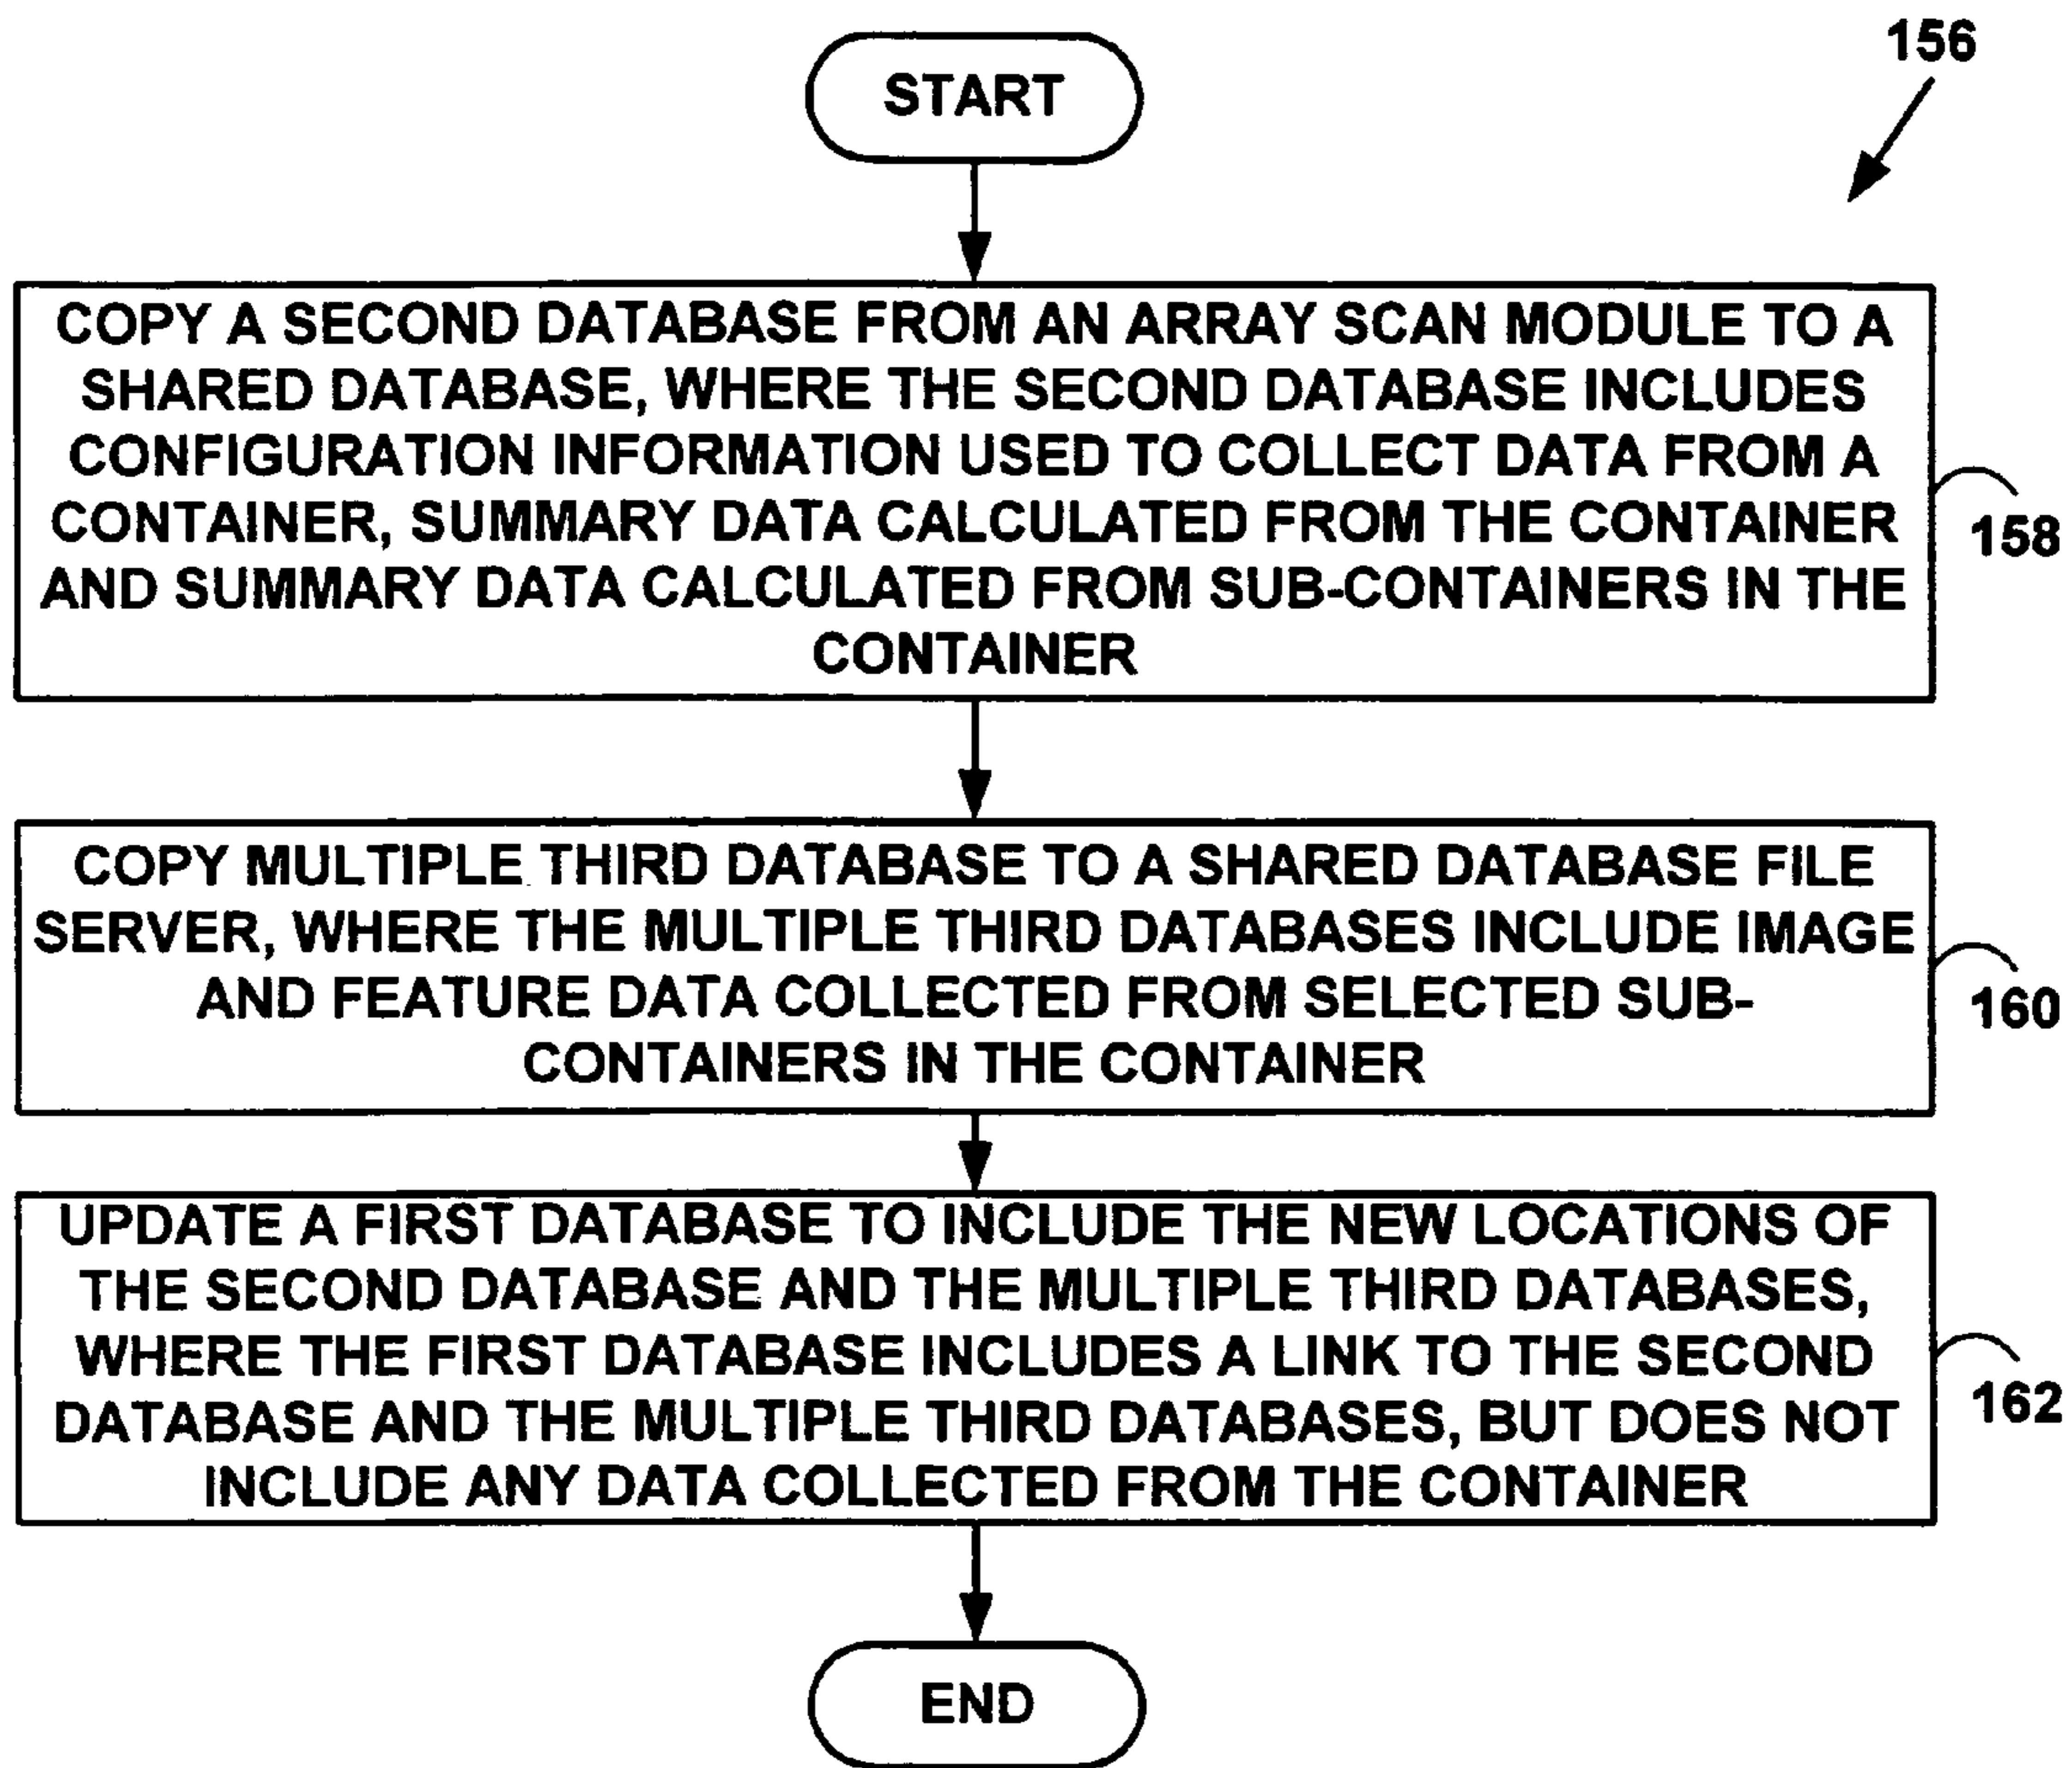 156
START
COPY A SECOND DATABASE FROM AN ARRAY SCAN MODULE TO A
SHARED DATABASE, WHERE THE SECOND DATABASE INCLUDES
CONFIGURATION INFORMATION USED TO COLLECT DATA FROM A
CONTAINER, SUMMARY DATA CALCULATED FROM THE CONTAINER
AND SUMMARY DATA CALCULATED FROM SUB-CONTAINERS IN THE
CONTAINER
158
COPY MULTIPLE THIRD DATABASE TO A SHARED DATABASE FILE
SERVER, WHERE THE MULTIPLE THIRD DATABASES INCLUDE IMAGE
AND FEATURE DATA COLLECTED FROM SELECTED SUB-
CONTAINERS IN THE CONTAINER
160
UPDATE A FIRST DATABASE TO INCLUDE THE NEW LOCATIONS OF
THE SECOND DATABASE AND THE MULTIPLE THIRD DATABASES,
WHERE THE FIRST DATABASE INCLUDES A LINK TO THE SECOND
DATABASE AND THE MULTIPLE THIRD DATABASES, BUT DOES NOT
INCLUDE ANY DATA COLLECTED FROM THE CONTAINER
162
END